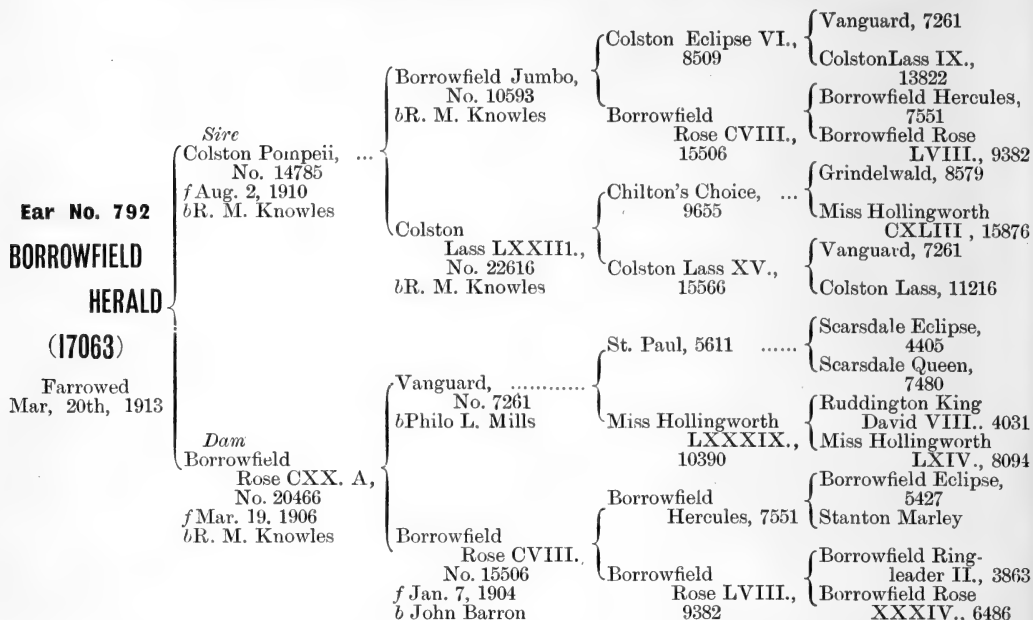 Ear No. 792
BORROWFIELD
HERALD
(17063)
Farrowed
Mar, 20th, 1913
Sire
Colston Pompeii, ...
No. 14785
f Aug. 2, 1910
bR. M. Knowles
Dam
Borrowfield
Rose CXX. A,
No. 20466
f Mar. 19, 1906
bR. M. Knowles
Borrowfield Jumbo,
No. 10593
bR. M. Knowles
Colston
Lass LXXII1.,
No. 22616
bR. M. Knowles
Vanguard, ............
No. 7261
bPhilo L. Mills
Borrowfield
Rose CVIII.
No. 15506
f Jan. 7, 1904
b John Barron
Colston Eclipse VI.,
8509
Borrowfield
Rose CVIII.,
15506
Chilton's Choice, ...
9655
Colston Lass XV.,
15566
St. Paul, 5611 ......
Miss Hollingworth
LXXXIX.,
10390
Borrowfield
Hercules, 7551
Borrowfield
Rose LVIII.,
9382
Vanguard, 7261
ColstonLass IX.,
13822
Borrowfield Hercules,
7551
Borrowfield Rose
LVIII., 9382
Grindelwald, 8579
Miss Hollingworth
CXLIII , 15876
Vanguard, 7261
Colston Lass, 11216
Scarsdale Eclipse,
4405
Scarsdale Queen,
7480
Ruddington King
David VIII.. 4031
Miss Hollingworth
LXIV., 8094
Borrowfield Eclipse,
5427
Stanton Marley
Borrowfield Ring-
leader II., 3863
Borrowfield Rose
XXXIV., 6486